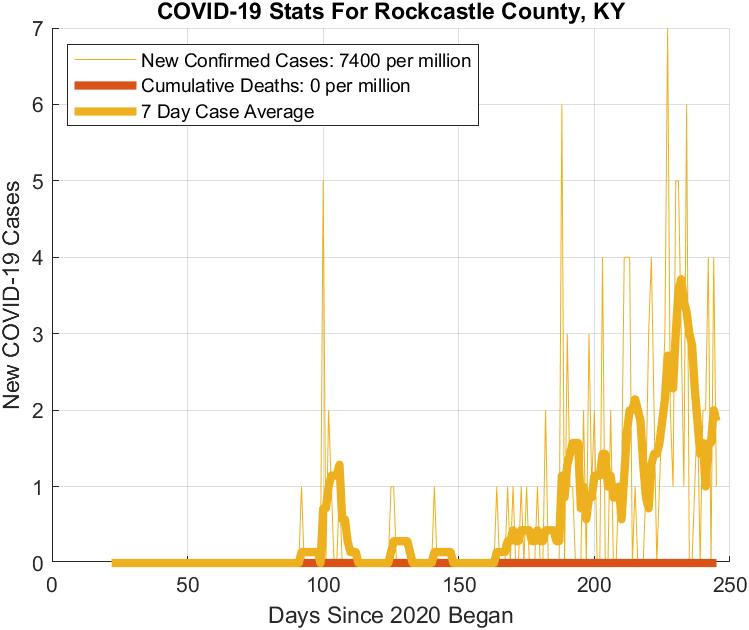 COVID-19 Stats For Rockcastle County, KY
New Confirmed Cases: 7400 per million
Cumulative Deaths: 0 per million
7 Day Case Average
New COVID-19 Cases
7
6
5
4
3
2
1
0
0 50 100 150 200 250
Days Since 2020 Began